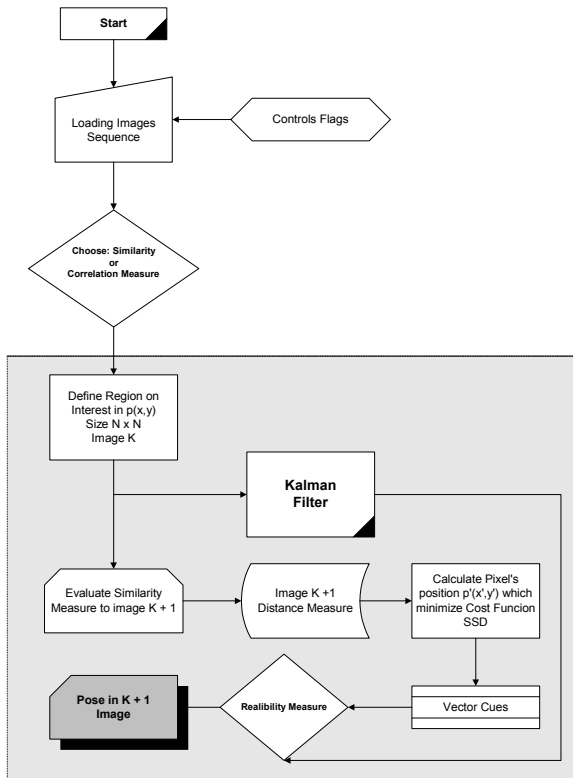 Start
Loading Images
Sequence
Controls Flags
Choose: Similarity
or
Correlation Measure
Define Region on
Interest in p(x,y)
Size N x N
Image K
Kalman
Filter
Evaluate Similarity
Measure to image K + 1
Image K +1
Distance Measure
Calculate Pixel's
position p'(x',y') which
minimize Cost Funcion
SSD
Pose in K + 1
Image
Realibility Measure
Vector Cues